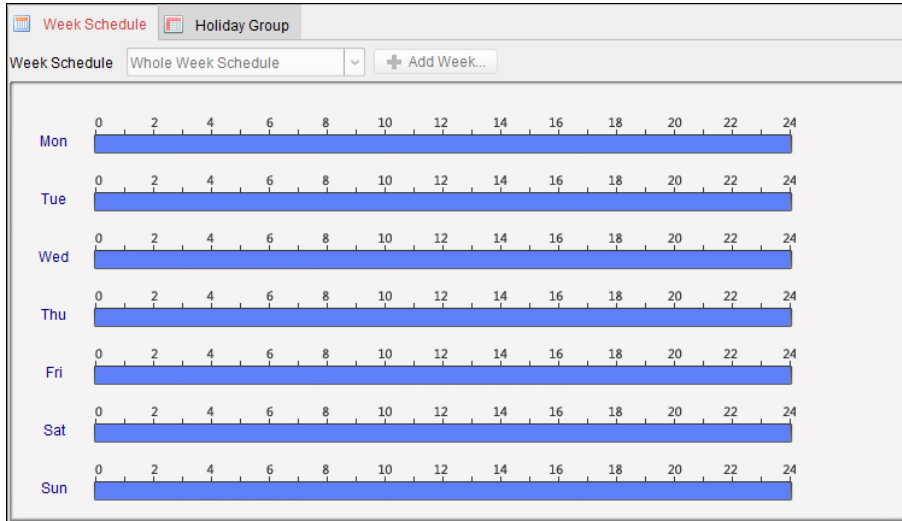 Week Schedule Holiday Group
Week Schedule Whole Week Schedule Add Week...
0 2 4 6 8 10 12 14 16 18 20 22 24
Mon
0 2 4 6 8 10 12 14 16 18 20 22 24
Tue
0 2 4 6 8 10 12 14 16 18 20 22 24
Wed
0 2 4 6 8 10 12 14 16 18 20 22 24
Thu
0 2 4 6 8 10 12 14 16 18 20 22 24
Fri
0 2 4 6 8 10 12 14 16 18 20 22 24
Sat
0 2 4 6 8 10 12 14 16 18 20 22 24
Sun